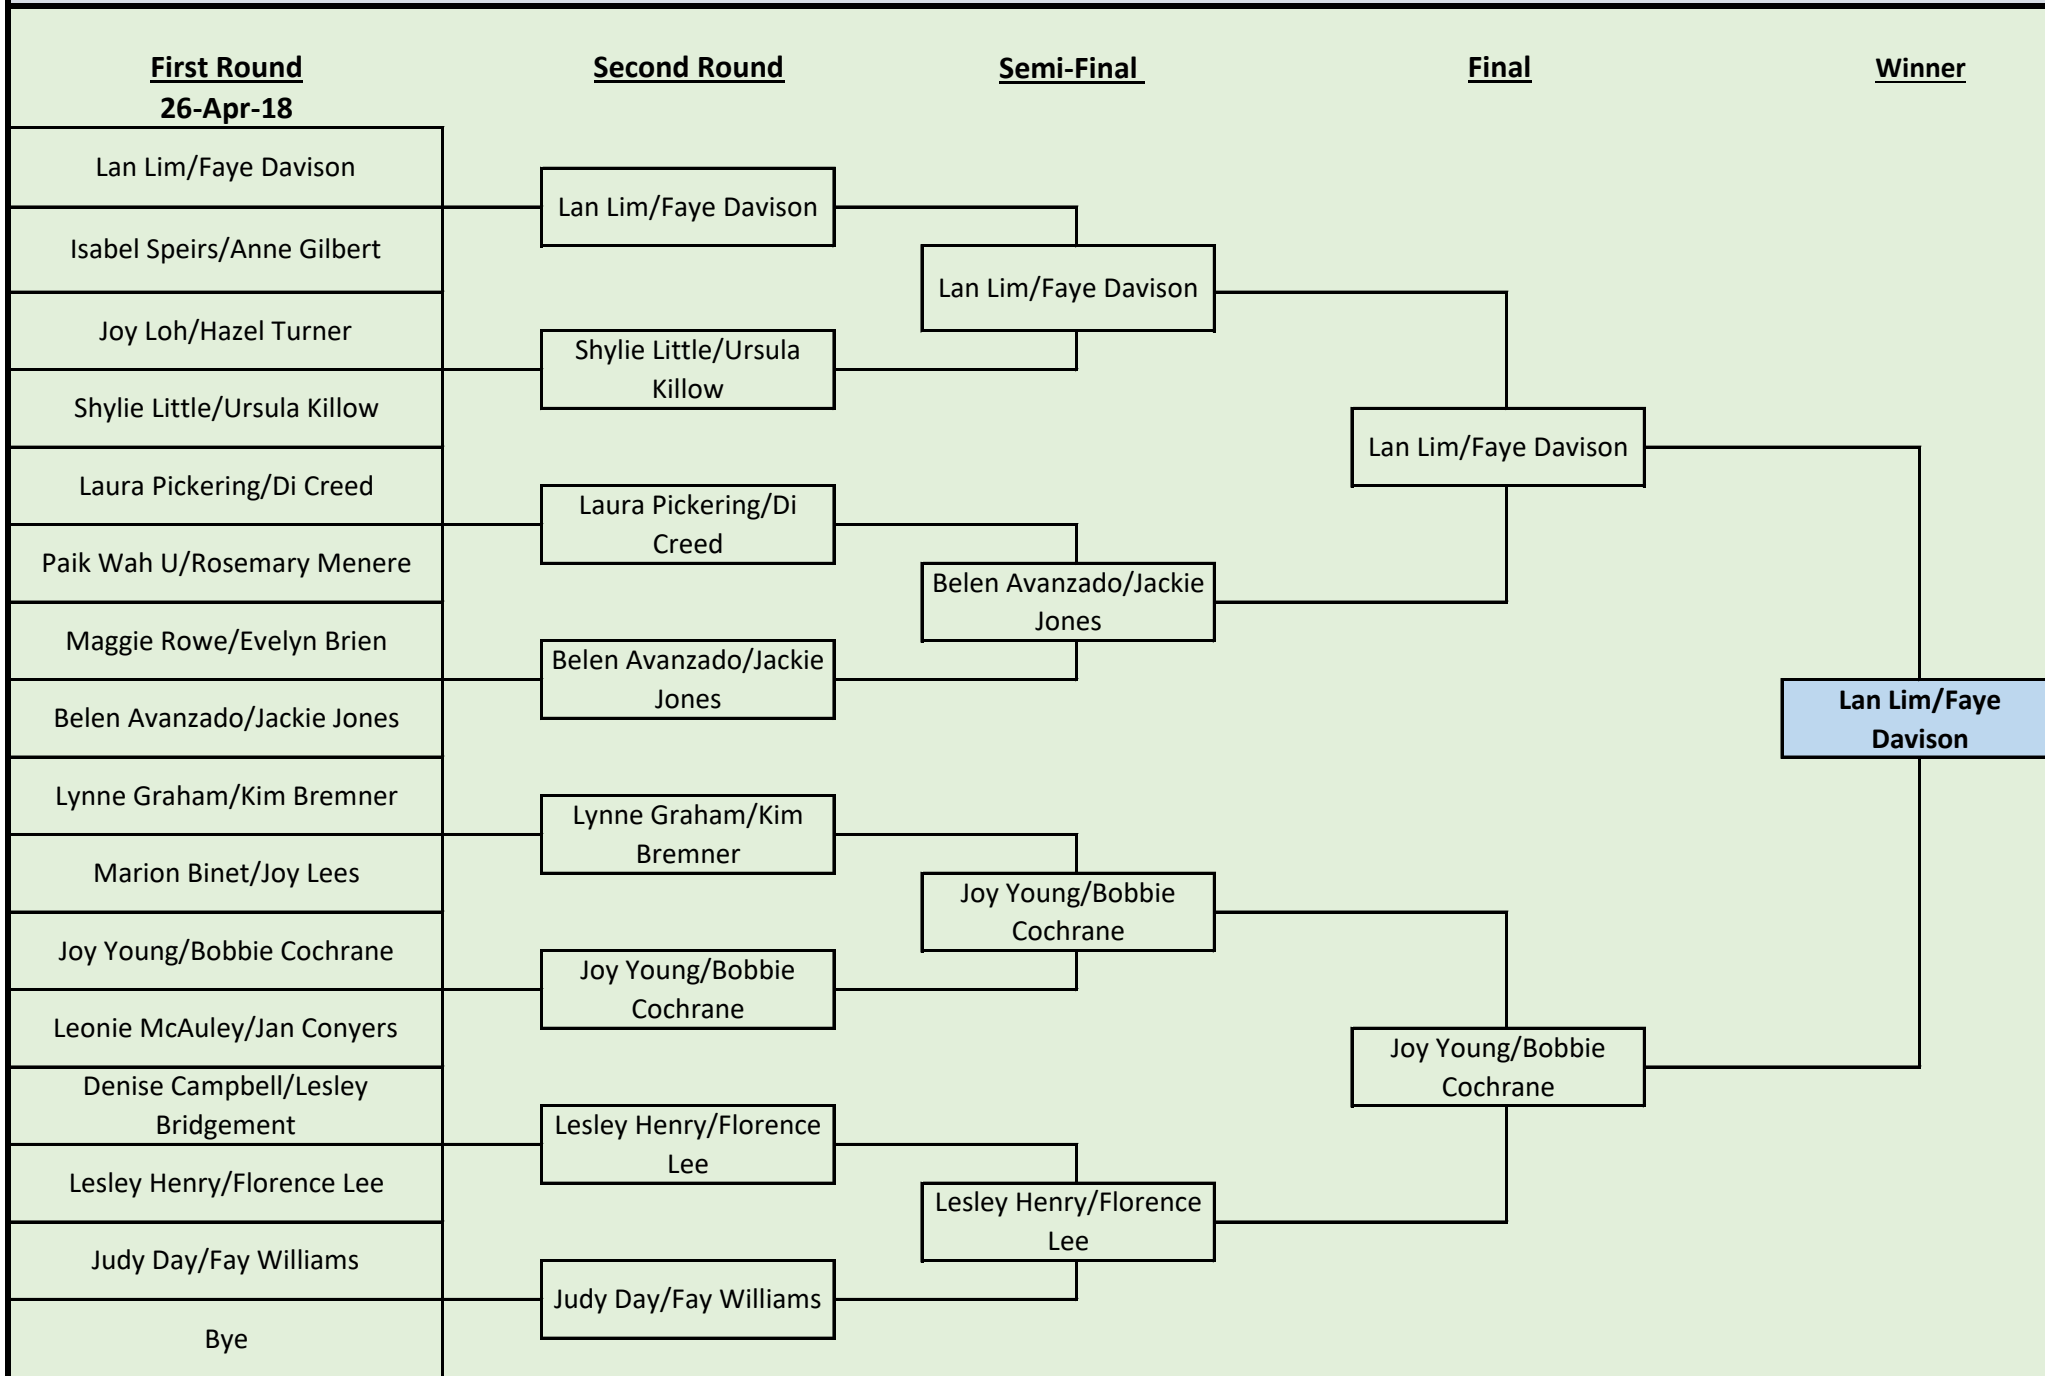 First Round
26-Apr-18
Second Round
Semi-Final
Final
Winner
Lan Lim/Faye Davison
Isabel Speirs/Anne Gilbert
Joy Loh/Hazel Turner
Shylie Little/Ursula Killow
Laura Pickering/Di Creed
Paik Wah U/Rosemary Menere
Maggie Rowe/Evelyn Brien
Belen Avanzado/Jackie Jones
Lynne Graham/Kim Bremner
Marion Binet/Joy Lees
Joy Young/Bobbie Cochrane
Leonie McAuley/Jan Conyers
Denise Campbell/Lesley
Bridgement
Lesley Henry/Florence Lee
Judy Day/Fay Williams
Bye
Lan Lim/Faye Davison
Shylie Little/Ursula
Killow
Laura Pickering/Di
Creed
Belen Avanzado/Jackie
Jones
Lynne Graham/Kim
Bremner
Joy Young/Bobbie
Cochrane
Lesley Henry/Florence
Lee
Judy Day/Fay Williams
Lan Lim/Faye Davison
Belen Avanzado/Jackie
Jones
Joy Young/Bobbie
Cochrane
Lesley Henry/Florence
Lee
Lan Lim/Faye Davison
Joy Young/Bobbie
Cochrane
Lan Lim/Faye
Davison